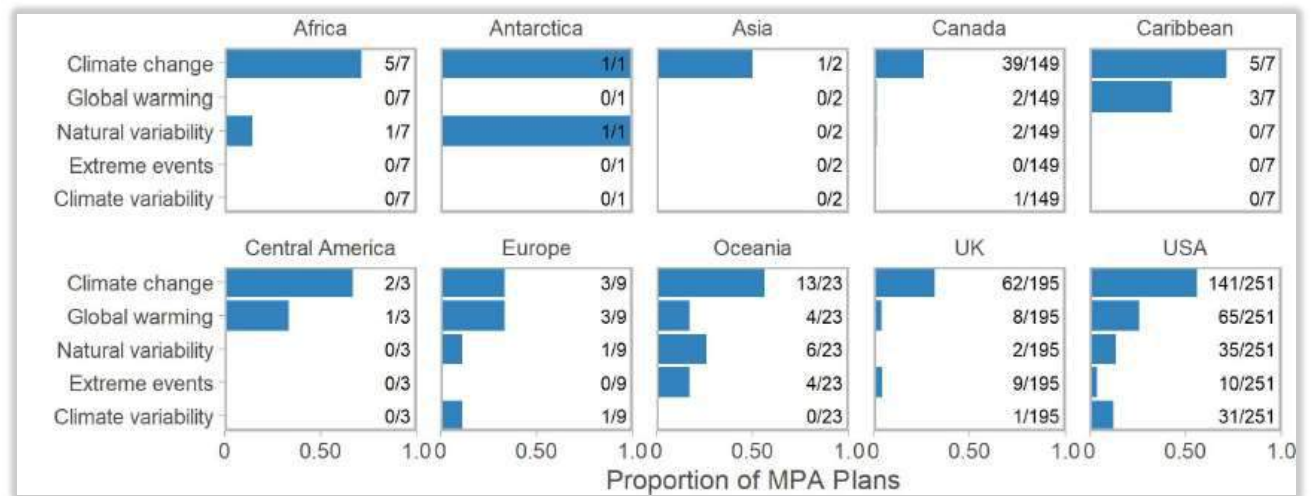 Africa Antarctica Asia Canada Caribbean
Climate change 5/7 1/1 1/2 39/149 5/7
Global warming 0/7 0/1 0/2 2/149 3/7
Natural variability 1/7 1/1 0/2 2/149 0/7
Extreme events 0/7 0/1 0/2 0/149 0/7
Climate variability 0/7 0/1 0/2 1/149 0/7
Central America Europe Oceania UK USA
Climate change 2/3 3/9 13/23 62/195 141/251
Global warming 1/3 3/9 4/23 8/195 65/251
Natural variability 0/3 1/9 6/23 2/195 35/251
Extreme events 0/3 0/9 4/23 9/195 10/251
Climate variability 0/3 1/9 0/23 1/195 31/251
0 0.50 1.0 0 0.50 1.0 0 0.50 1.0 0 0.50 1.0 0 0.50 1.0
Proportion of MPA Plans